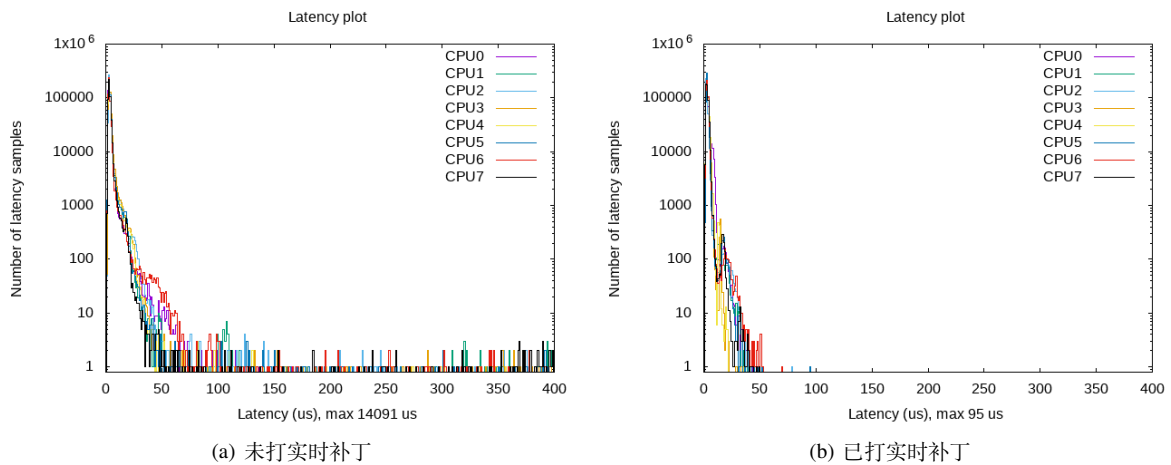 Latency plot
1x10^6
100000
10000
1000
100
10
1
Number of latency samples
CPU0
CPU1
CPU2
CPU3
CPU4
CPU5
CPU6
CPU7
0 50 100 150 200 250 300 350 400
Latency (us), max 14091 us
(a) 未打实时补丁
Latency plot
1x10^6
100000
10000
1000
100
10
1
Number of latency samples
CPU0
CPU1
CPU2
CPU3
CPU4
CPU5
CPU6
CPU7
0 50 100 150 200 250 300 350 400
Latency (us), max 95 us
(b) 已打实时补丁